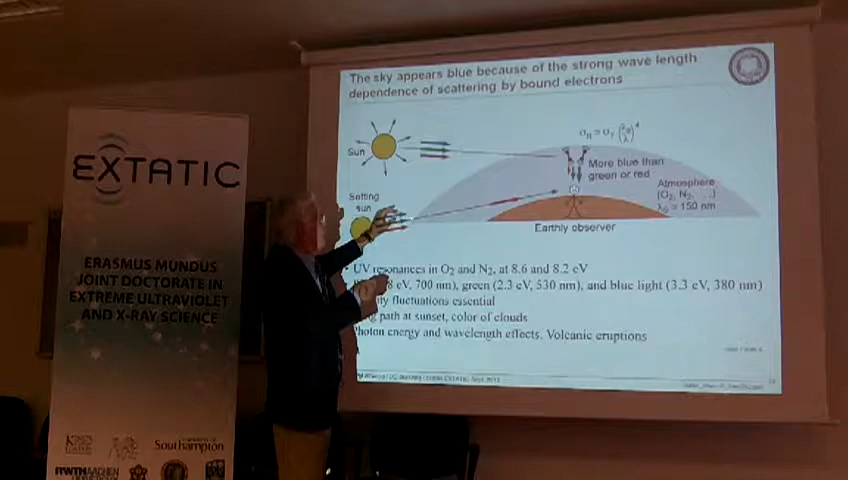 The sky appears blue because of the strong wave length
dependence of scattering by bound electrons
Sun
More blue than
green or red
Atmosphere
(O2, N2, ...)
= 150 nm
Setting
sun
Earthly observer
UV resonances in O2 and N2, at 8.6 and 8.2 eV
8 eV, 700 nm), green (2.3 eV, 530 nm), and blue light (3.3 eV, 380 nm)
fluctuations essential
path at sunset, color of clouds
Photon energy and wavelength effects. Volcanic eruptions
EXTATIC
ERASMUS MUNDUS
JOINT DOCTORATE IN
EXTREME ULTRAVIOLET
AND X-RAY SCIENCE
Southampton
RWTHAACHEN